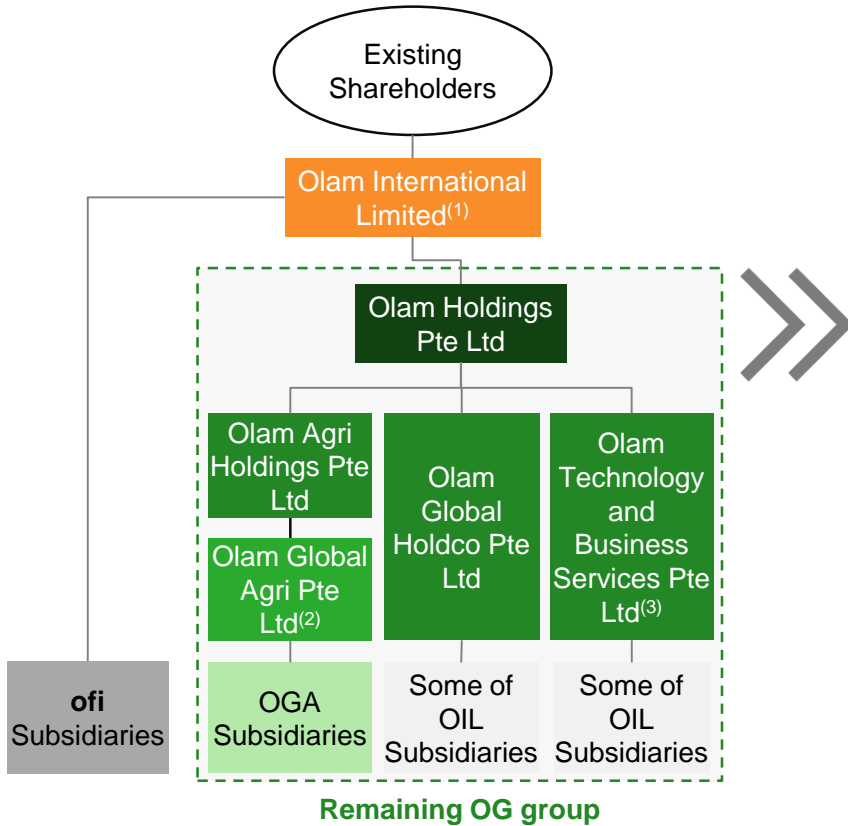 Existing
Shareholders
Olam International
Limited(1)
Olam Holdings
Pte Ltd
Olam Agri
Holdings Pte
Ltd
Olam Global
Agri Pte
Ltd(2)
Olam
Global
Holdco Pte
Ltd
Olam
Technology
and
Business
Services Pte
Ltd(3)
ofi
Subsidiaries
OGA
Subsidiaries
Some of
OIL
Subsidiaries
Some of
OIL
Subsidiaries
Remaining OG group